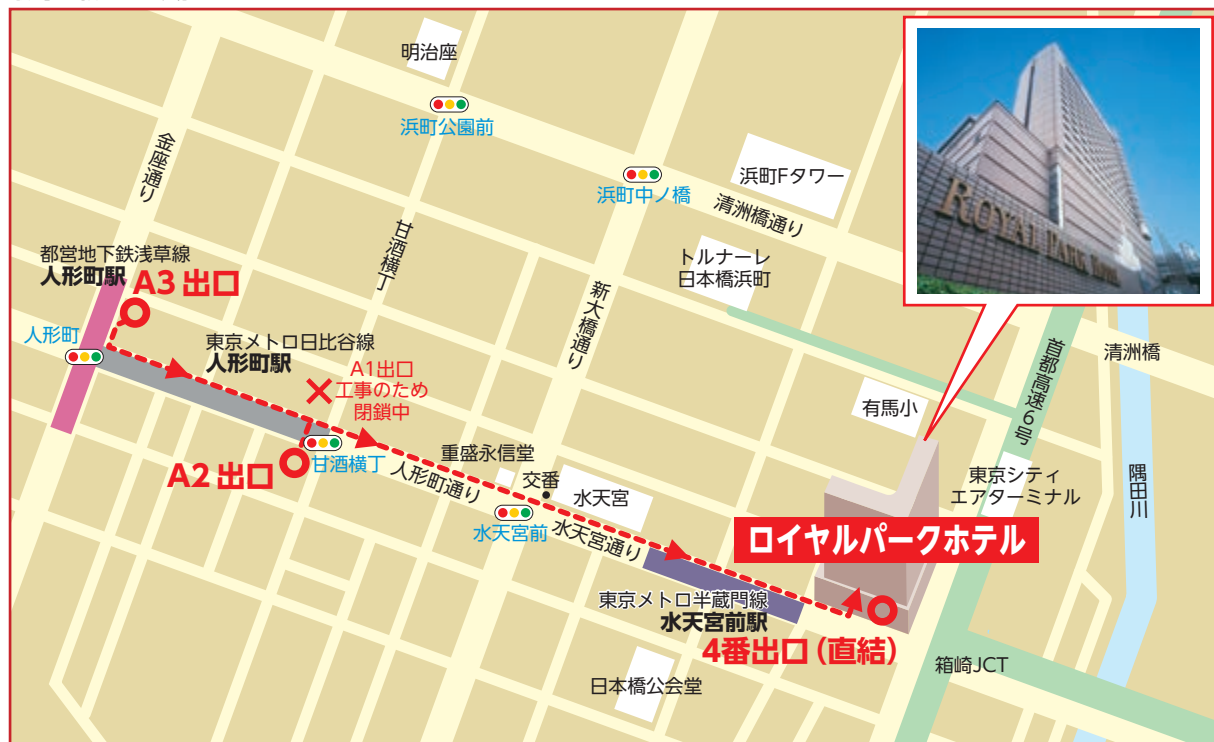 明治座
浜町公園前
金座通り
浜町中ノ橋
浜町Fタワー
清洲橋通り
ROYAL PARK HOTEL
甘酒横丁
トルナーレ
日本橋浜町
都営地下鉄浅草線
人形町駅
A3 出口
新大橋通り
人形町
東京メトロ日比谷線
人形町駅
A1出口
工事のため
閉鎖中
首都高速6号
清洲橋
有馬小
A2 出口
甘酒横丁
人形町通り
重盛永信堂
交番
水天宮
水天宮前
水天宮通り
東京シティ
エアターミナル
隅田川
ロイヤルパークホテル
東京メトロ半蔵門線
水天宮前駅
4番出口（直結）
箱崎JCT
日本橋公会堂